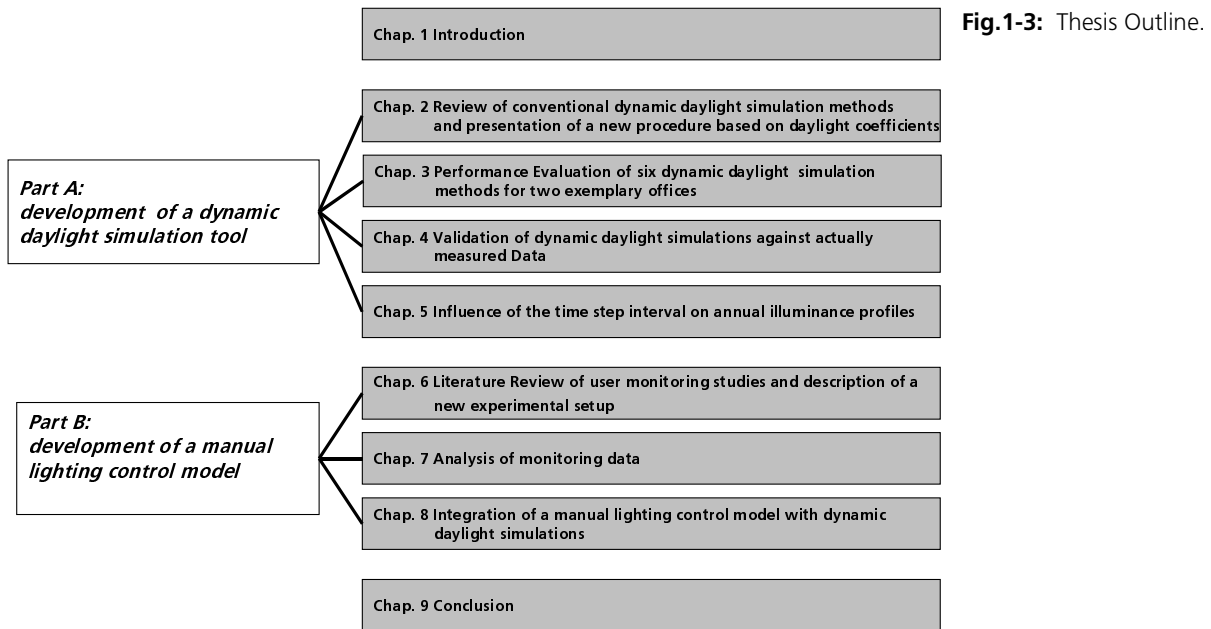 Fig.1-3: Thesis Outline.
Chap. 1 Introduction
Part A:
development of a dynamic
daylight simulation tool
Chap. 2 Review of conventional dynamic daylight simulation methods
and presentation of a new procedure based on daylight coefficients
Chap. 3 Performance Evaluation of six dynamic daylight simulation
methods for two exemplary offices
Chap. 4 Validation of dynamic daylight simulations against actually
measured Data
Chap. 5 Influence of the time step interval on annual illuminance profiles
Part B:
development of a manual
lighting control model
Chap. 6 Literature Review of user monitoring studies and description of a
new experimental setup
Chap. 7 Analysis of monitoring data
Chap. 8 Integration of a manual lighting control model with dynamic
daylight simulations
Chap. 9 Conclusion